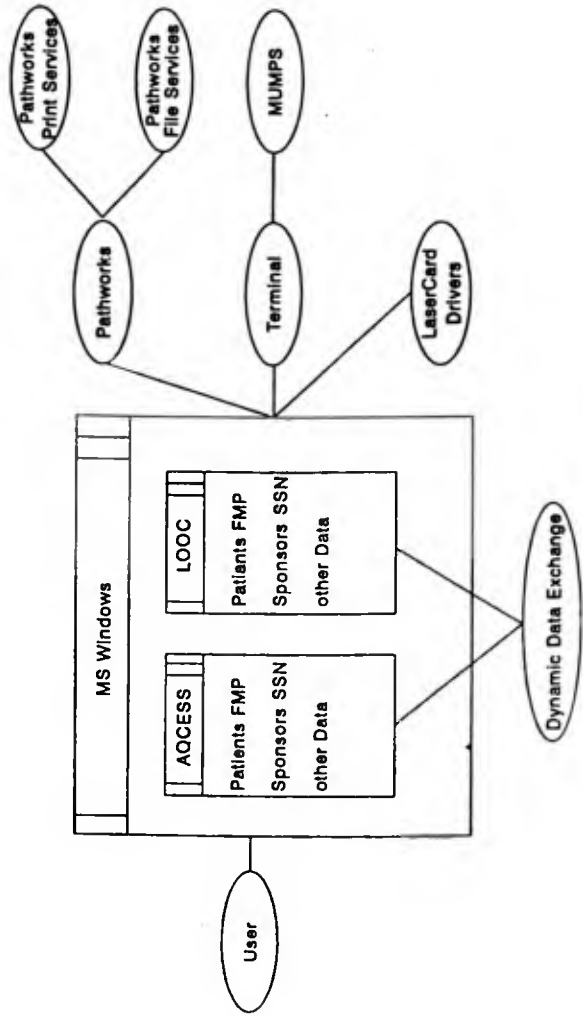 User
MS Windows
AQCESS
Patients FMP
Sponsors SSN
other Data
LOOC
Patiants FMP
Sponsors SSN
other Data
Dynamic Data Exchange
Pathworks
Pathworks
Print Services
Pathworks
File Services
Terminal
MUMPS
LaserCard
Drivers